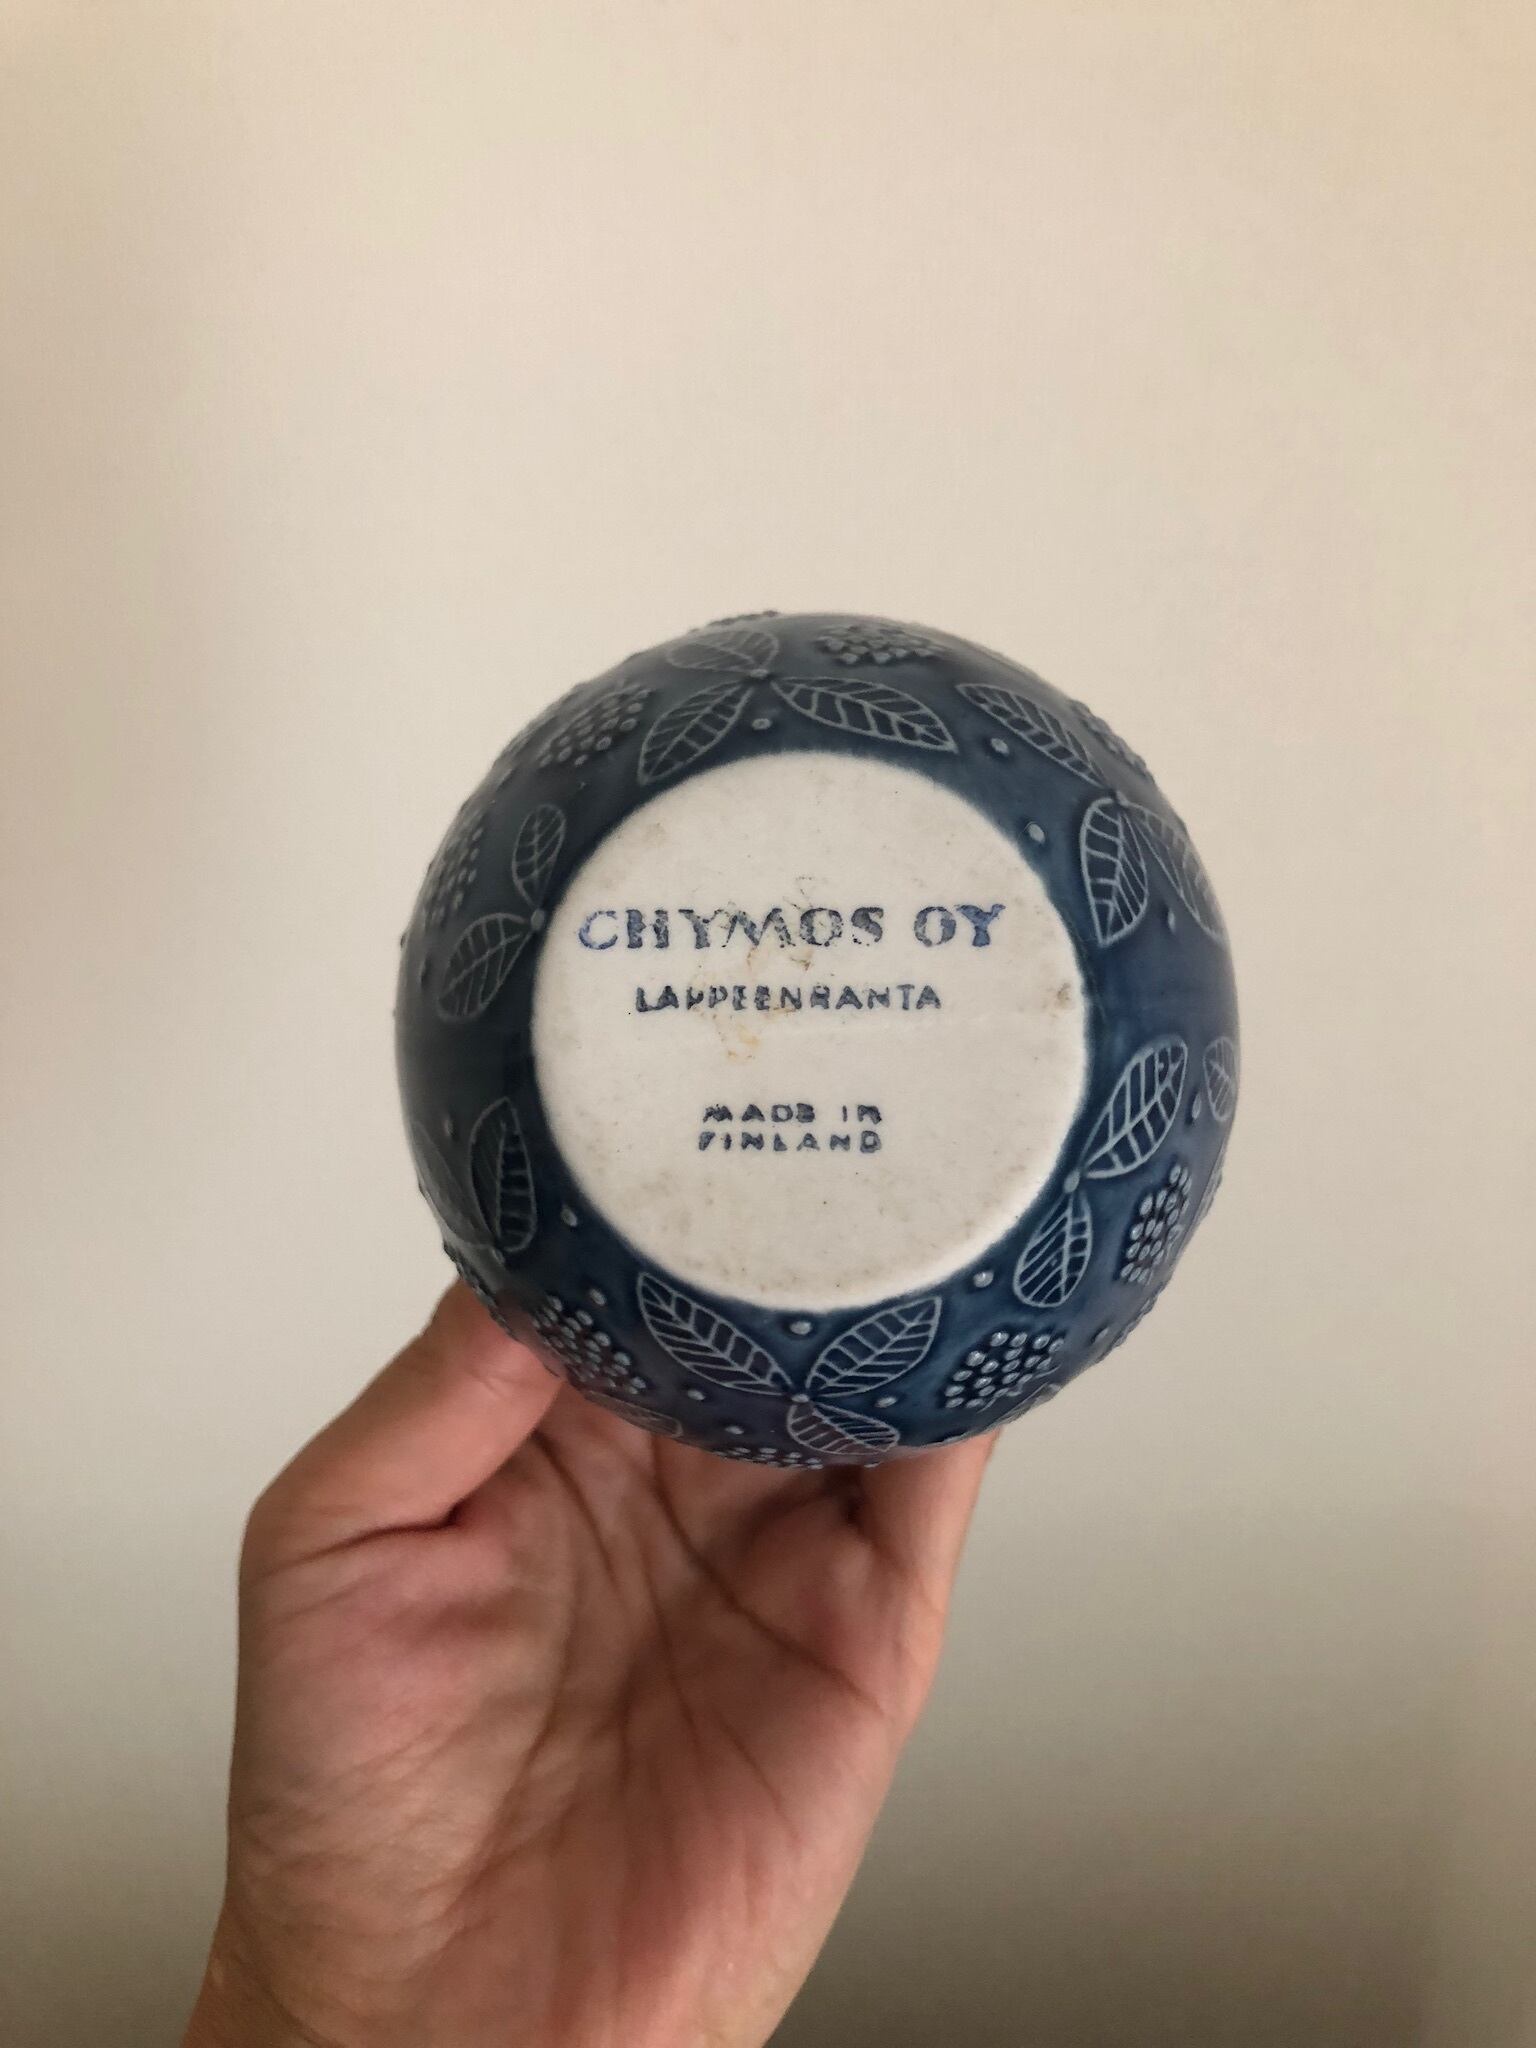 CHYMOS OY
LAPPEENRANTA
MADE IN
FINLAND